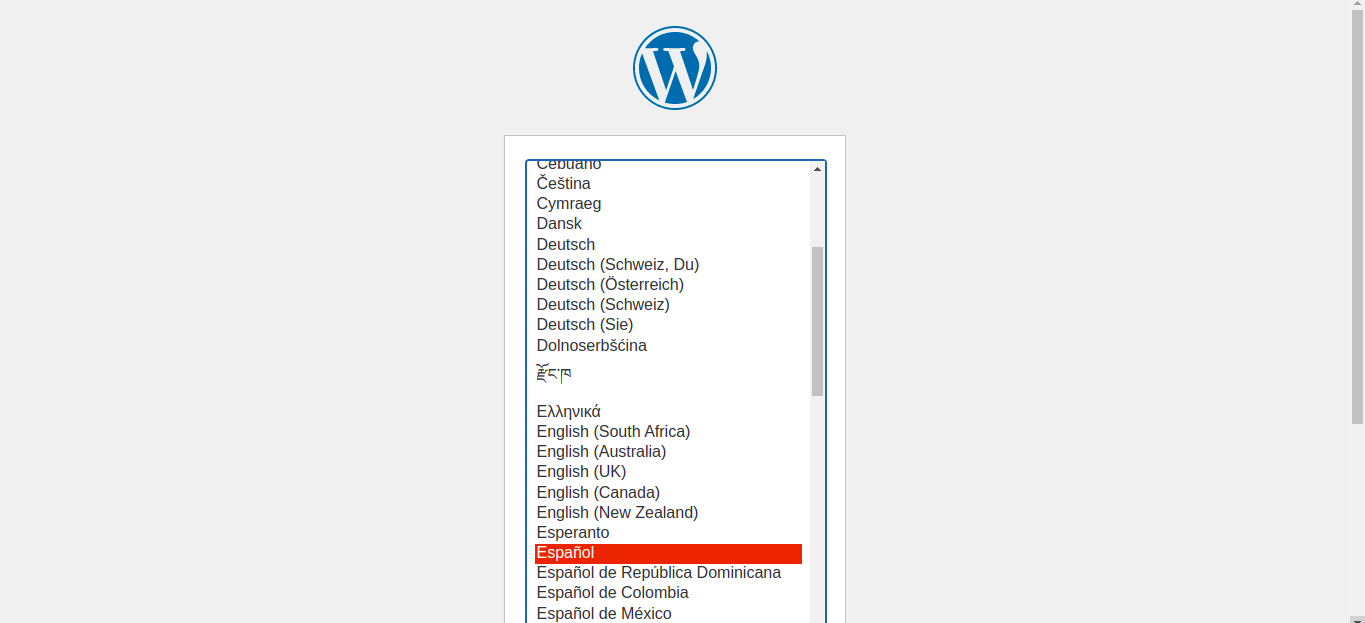 Cebuano
Čeština
Cymraeg
Dansk
Deutsch
Deutsch (Schweiz, Du)
Deutsch (Österreich)
Deutsch (Schweiz)
Deutsch (Sie)
Dolnoserbšćina
རྫོང་ཁ
Ελληνικά
English (South Africa)
English (Australia)
English (UK)
English (Canada)
English (New Zealand)
Esperanto
Español
Español de República Dominicana
Español de Colombia
Español de México